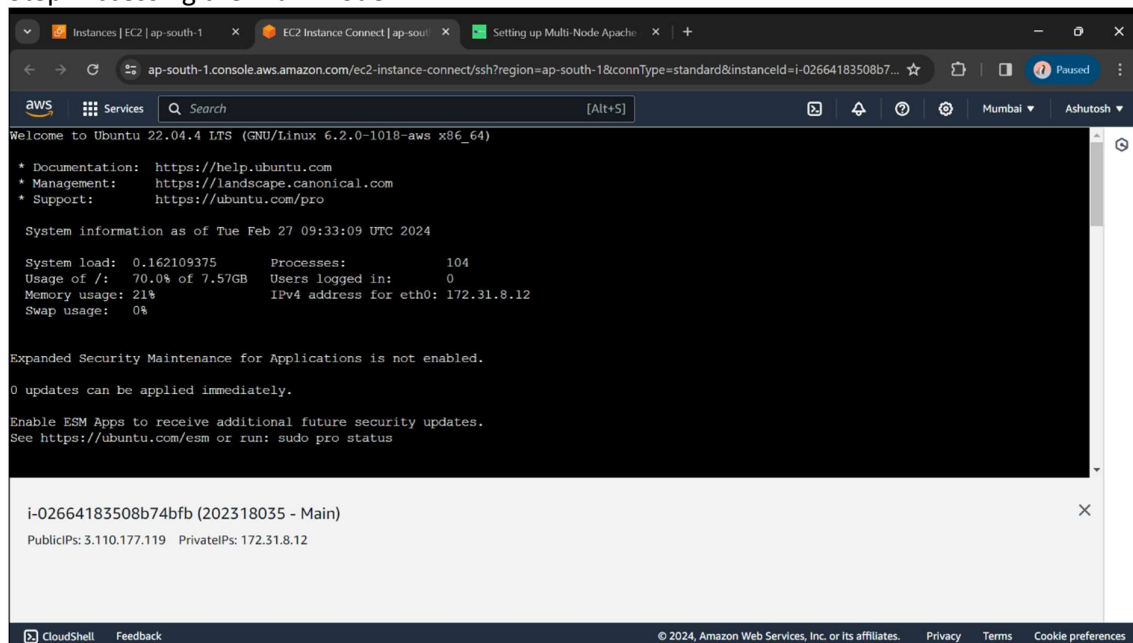 Instances | EC2 | ap-south-1
EC2 Instance Connect | ap-sout
Setting up Multi-Node Apache
ap-south-1.console.aws.amazon.com/ec2-instance-connect/ssh?region=ap-south-1&connType=standard&instanceId=i-02664183508b7...
Paused
aws Services Search [Alt+S] Mumbai Ashutosh
Welcome to Ubuntu 22.04.4 LTS (GNU/Linux 6.2.0-1018-aws x86_64)
* Documentation: https://help.ubuntu.com
* Management: https://landscape.canonical.com
* Support: https://ubuntu.com/pro
System information as of Tue Feb 27 09:33:09 UTC 2024
System load: 0.162109375 Processes: 104
Usage of /: 70.0% of 7.57GB Users logged in: 0
Memory usage: 21% IPv4 address for eth0: 172.31.8.12
Swap usage: 0%
Expanded Security Maintenance for Applications is not enabled.
0 updates can be applied immediately.
Enable ESM Apps to receive additional future security updates.
See https://ubuntu.com/esm or run: sudo pro status
i-02664183508b74bfb (202318035 - Main)
PublicIPs: 3.110.177.119 PrivateIPs: 172.31.8.12
CloudShell Feedback © 2024, Amazon Web Services, Inc. or its affiliates. Privacy Terms Cookie preferences